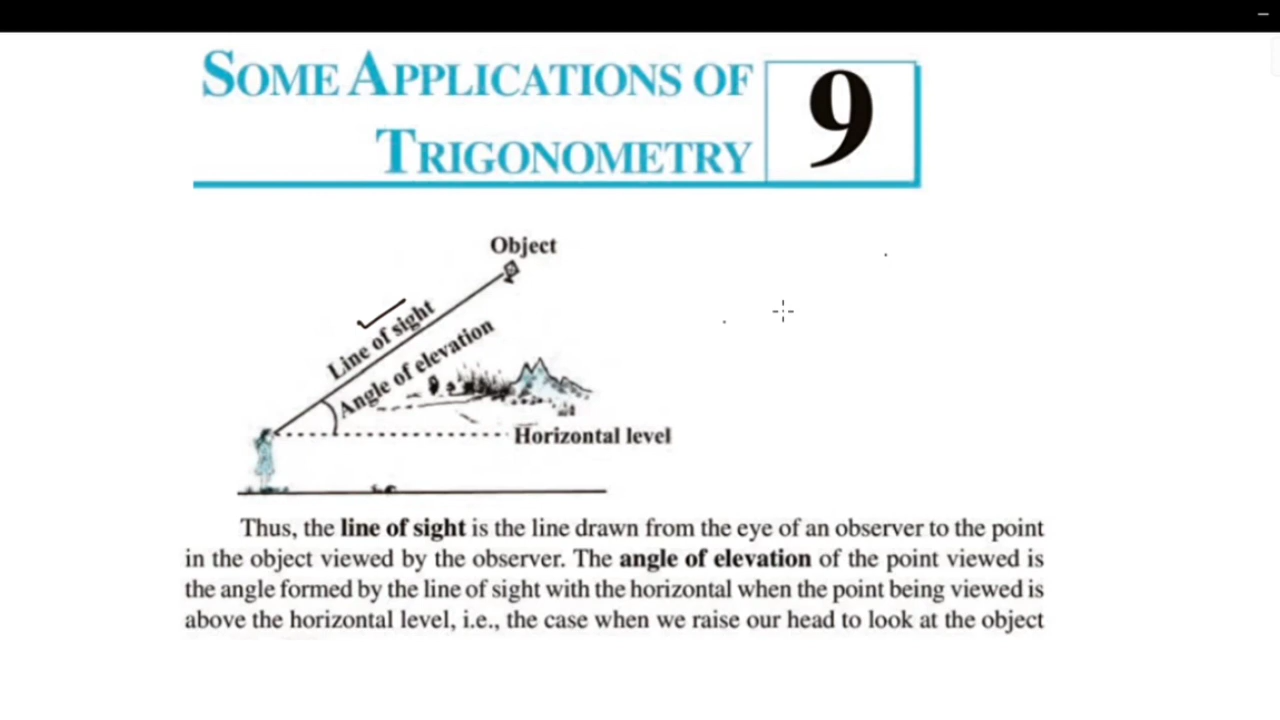 SOME APPLICATIONS OF
TRIGONOMETRY
9
Object
Line of sight
Angle of elevation
Horizontal level
Thus, the line of sight is the line drawn from the eye of an observer to the point
in the object viewed by the observer. The angle of elevation of the point viewed is
the angle formed by the line of sight with the horizontal when the point being viewed is
above the horizontal level, i.e., the case when we raise our head to look at the object